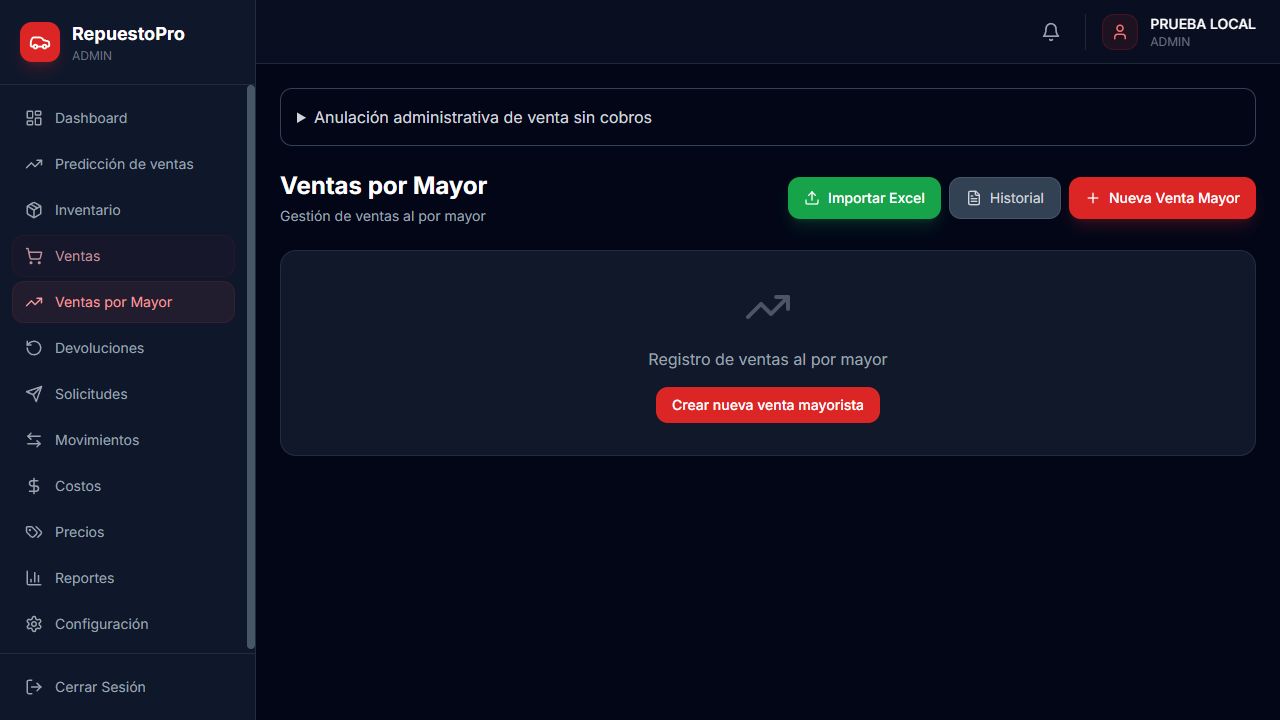 RepuestoPro
ADMIN
Dashboard
Predicción de ventas
Inventario
Ventas
Ventas por Mayor
Devoluciones
Solicitudes
Movimientos
Costos
Precios
Reportes
Configuración
Cerrar Sesión
PRUEBA LOCAL
ADMIN
Anulación administrativa de venta sin cobros
Ventas por Mayor
Gestión de ventas al por mayor
Importar Excel
Historial
Nueva Venta Mayor
Registro de ventas al por mayor
Crear nueva venta mayorista